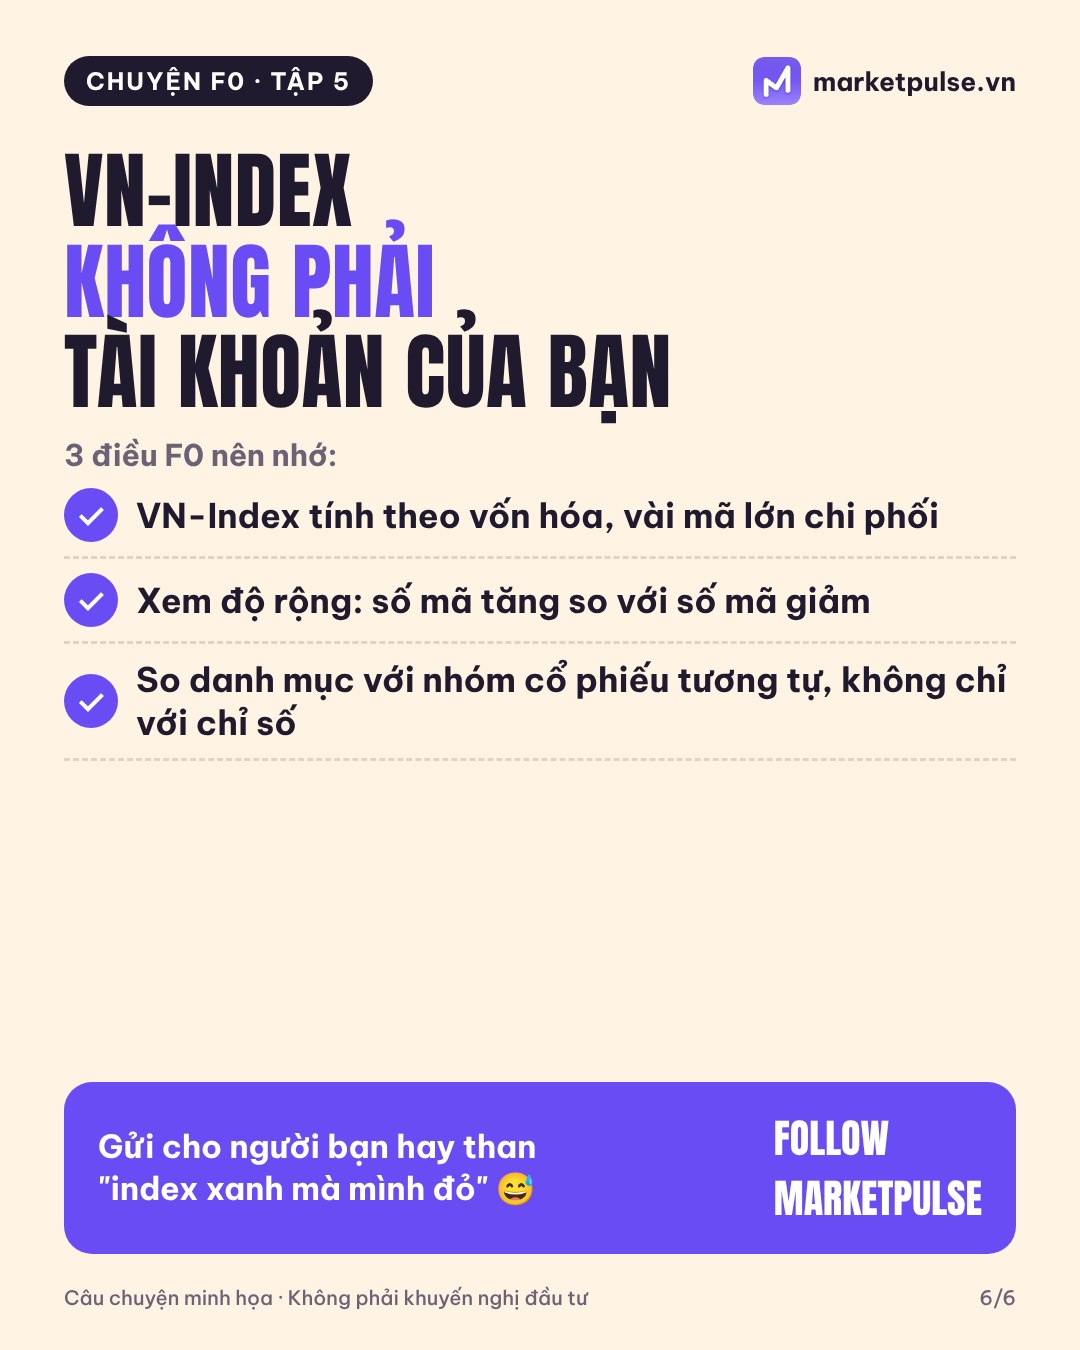 CHUYỆN F0 · TẬP 5
marketpulse.vn
VN-INDEX
KHÔNG PHẢI
TÀI KHOẢN CỦA BẠN
3 điều F0 nên nhớ:
VN-Index tính theo vốn hóa, vài mã lớn chi phối
Xem độ rộng: số mã tăng so với số mã giảm
So danh mục với nhóm cổ phiếu tương tự, không chỉ
với chỉ số
Gửi cho người bạn hay than
"index xanh mà mình đỏ" 😅
FOLLOW
MARKETPULSE
Câu chuyện minh họa · Không phải khuyến nghị đầu tư
6/6